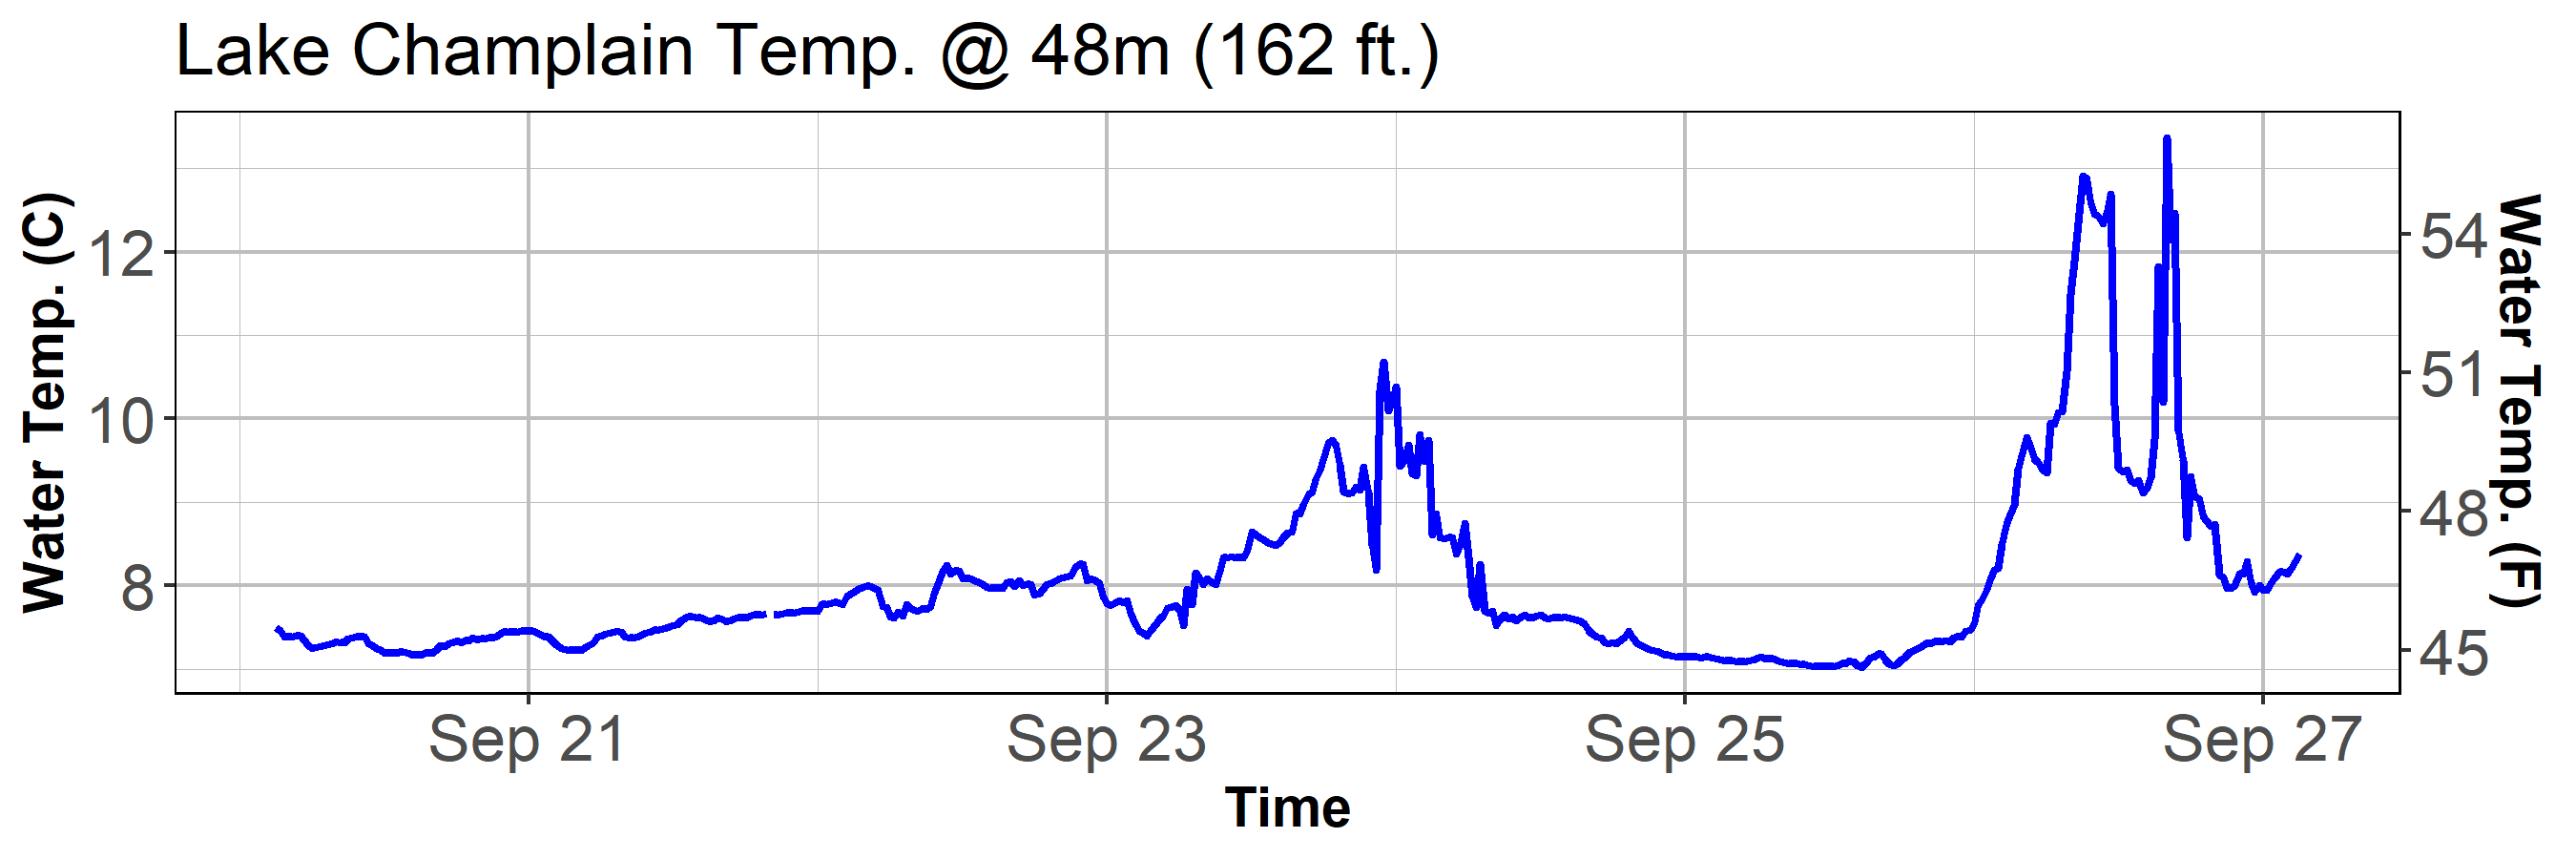 Lake Champlain Temp. @ 48m (162 ft.)
Water Temp. (C)
12
10
8
54
51
48
45
Water Temp. (F)
Sep 21
Sep 23
Sep 25
Sep 27
Time